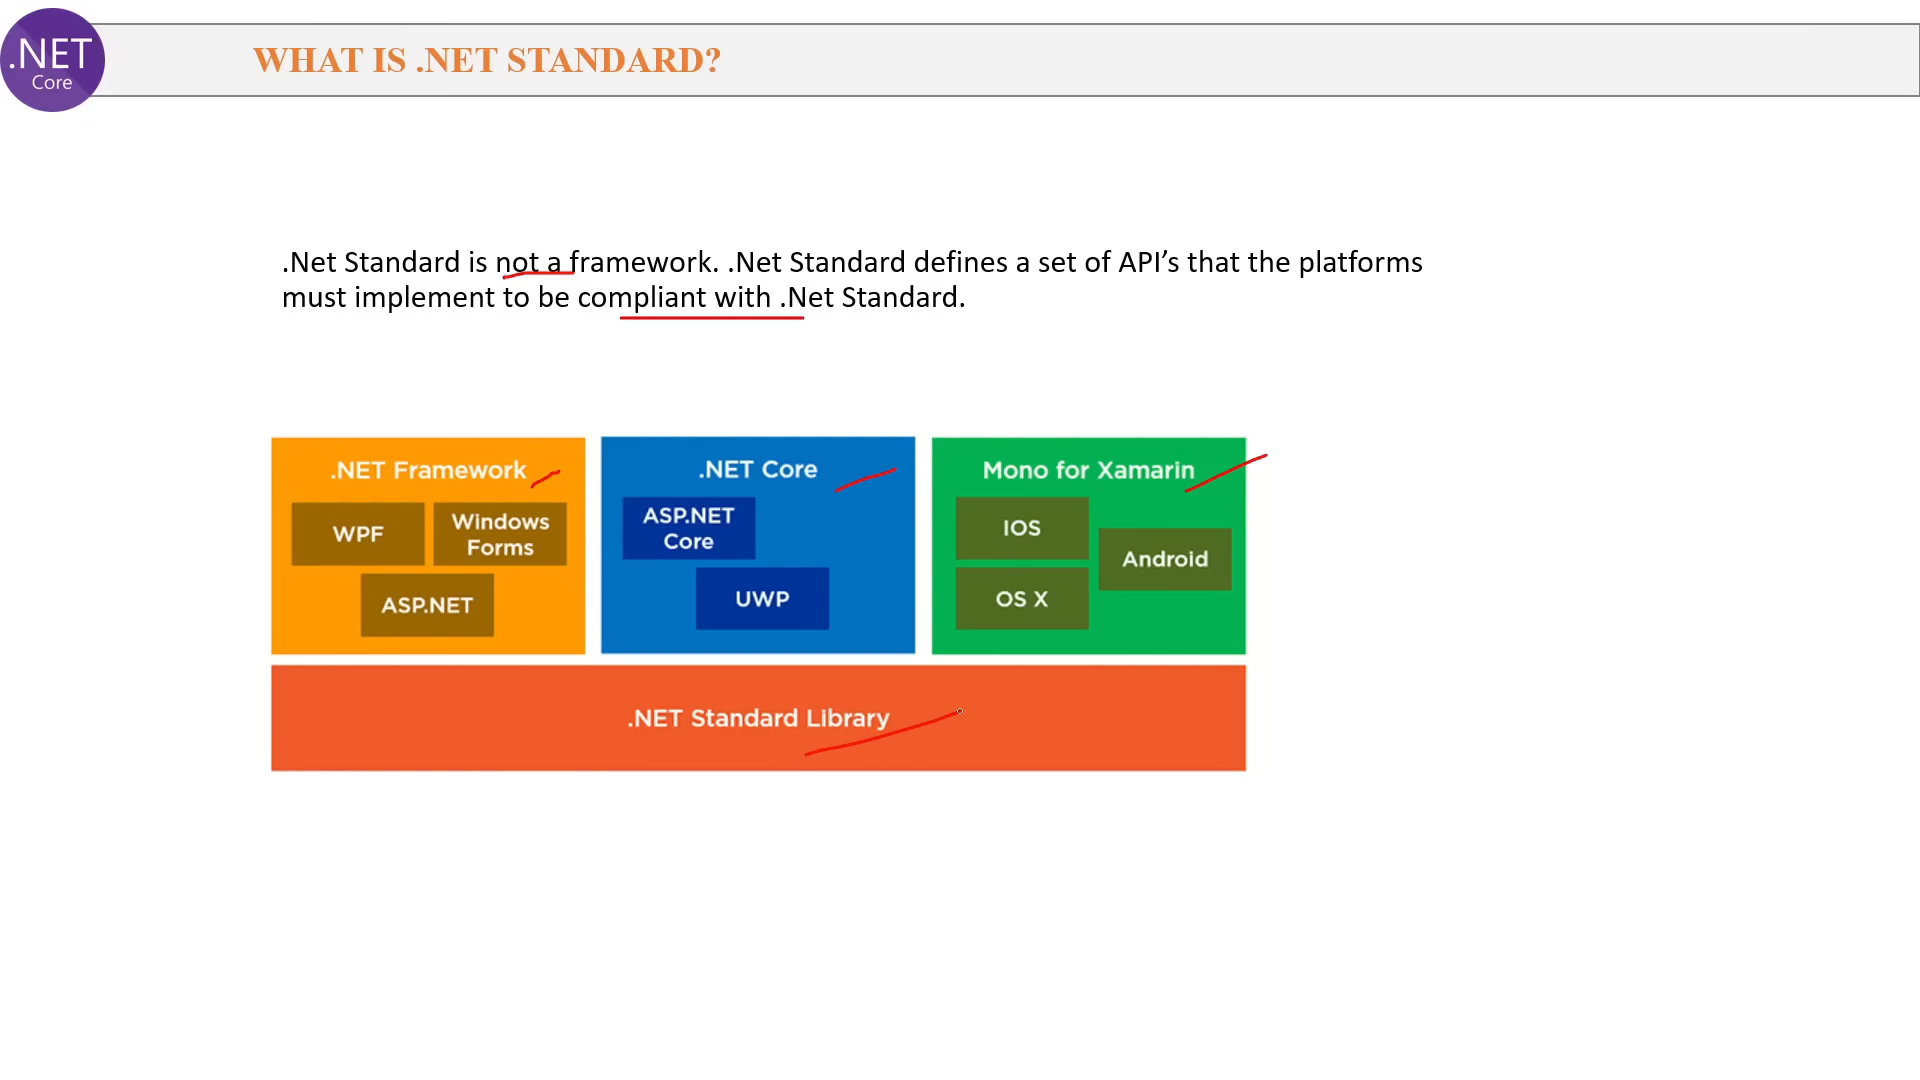 .NET
Core
WHAT IS .NET STANDARD?
.Net Standard is not a framework. .Net Standard defines a set of API’s that the platforms
must implement to be compliant with .Net Standard.
.NET Framework
WPF
Windows
Forms
ASP.NET
.NET Core
ASP.NET
Core
UWP
Mono for Xamarin
IOS
Android
OS X
.NET Standard Library